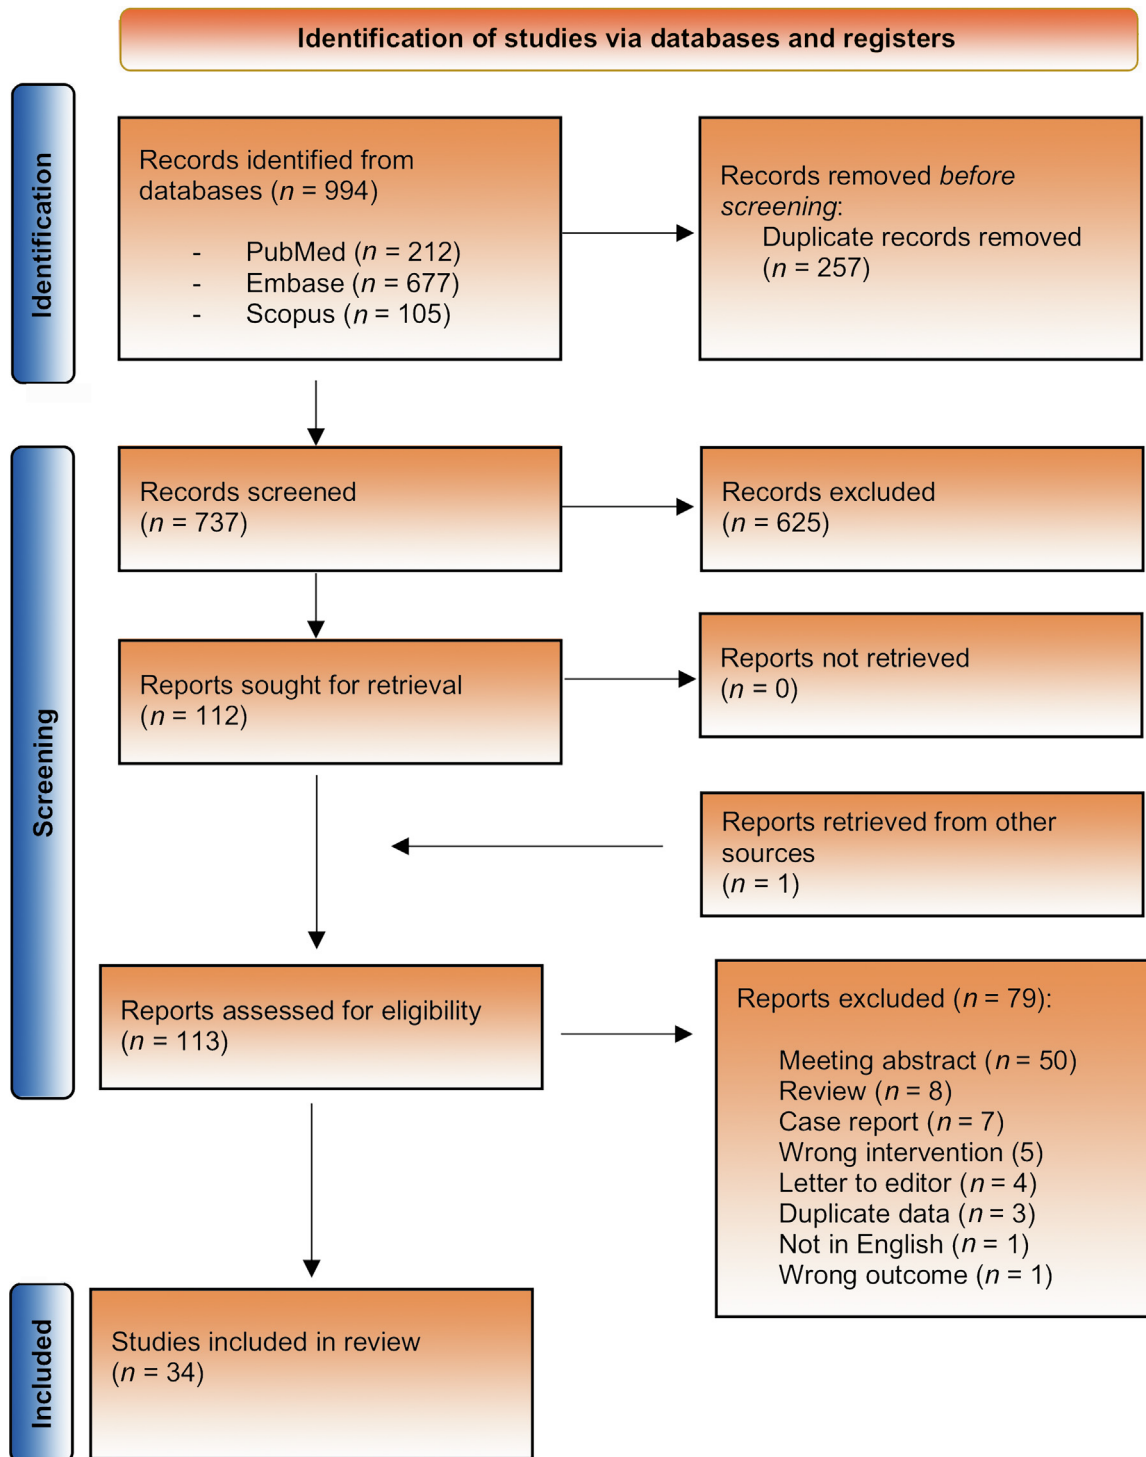 Identification of studies via databases and registers
Identification
Records identified from
databases (n = 994)
- PubMed (n = 212)
- Embase (n = 677)
- Scopus (n = 105)
Records removed before
screening:
Duplicate records removed
(n = 257)
Screening
Records screened
(n = 737)
Records excluded
(n = 625)
Reports sought for retrieval
(n = 112)
Reports not retrieved
(n = 0)
Reports retrieved from other
sources
(n = 1)
Reports assessed for eligibility
(n = 113)
Reports excluded (n = 79):
Meeting abstract (n = 50)
Review (n = 8)
Case report (n = 7)
Wrong intervention (5)
Letter to editor (n = 4)
Duplicate data (n = 3)
Not in English (n = 1)
Wrong outcome (n = 1)
Included
Studies included in review
(n = 34)